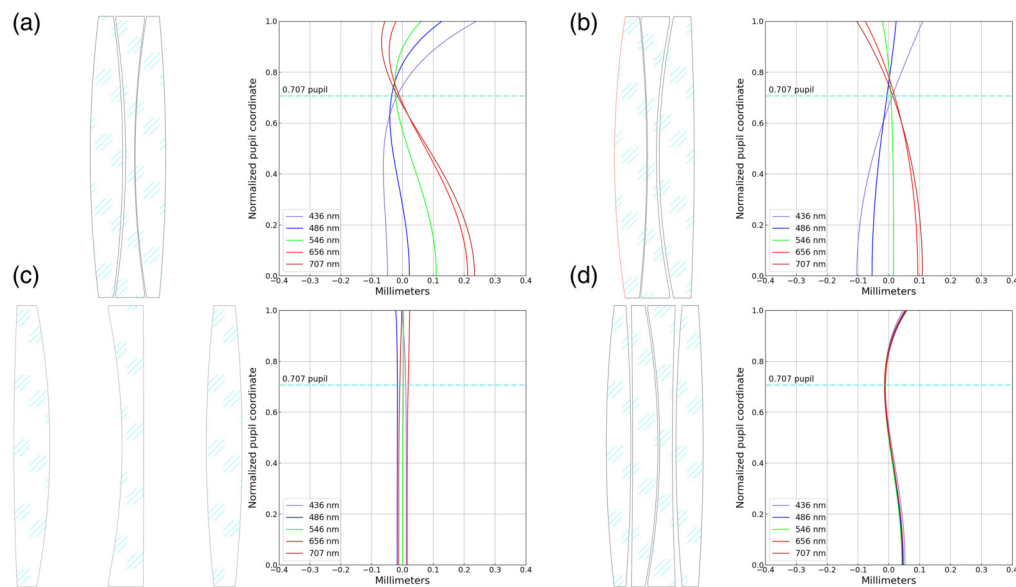 (a)
1.0
0.8
0.707 pupil
0.6
0.4
0.2
0.0
Normalized pupil coordinate
436 nm
486 nm
546 nm
656 nm
707 nm
−0.4 −0.3 −0.2 −0.1 0.0 0.1 0.2 0.3 0.4
Millimeters
(b)
1.0
0.8
0.707 pupil
0.6
0.4
0.2
0.0
Normalized pupil coordinate
436 nm
486 nm
546 nm
656 nm
707 nm
−0.4 −0.3 −0.2 −0.1 0.0 0.1 0.2 0.3 0.4
Millimeters
(c)
1.0
0.8
0.707 pupil
0.6
0.4
0.2
0.0
Normalized pupil coordinate
436 nm
486 nm
546 nm
656 nm
707 nm
−0.4 −0.3 −0.2 −0.1 0.0 0.1 0.2 0.3 0.4
Millimeters
(d)
1.0
0.8
0.707 pupil
0.6
0.4
0.2
0.0
Normalized pupil coordinate
436 nm
486 nm
546 nm
656 nm
707 nm
−0.4 −0.3 −0.2 −0.1 0.0 0.1 0.2 0.3 0.4
Millimeters